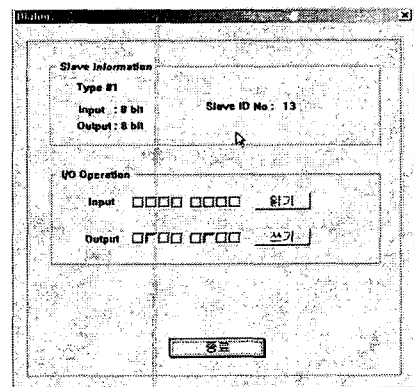 Dialog
Slave Information
Type #1
Input : 8 bit
Slave ID No : 13
Output : 8 bit
I/O Operation
Input 읽기
Output 쓰기
종료